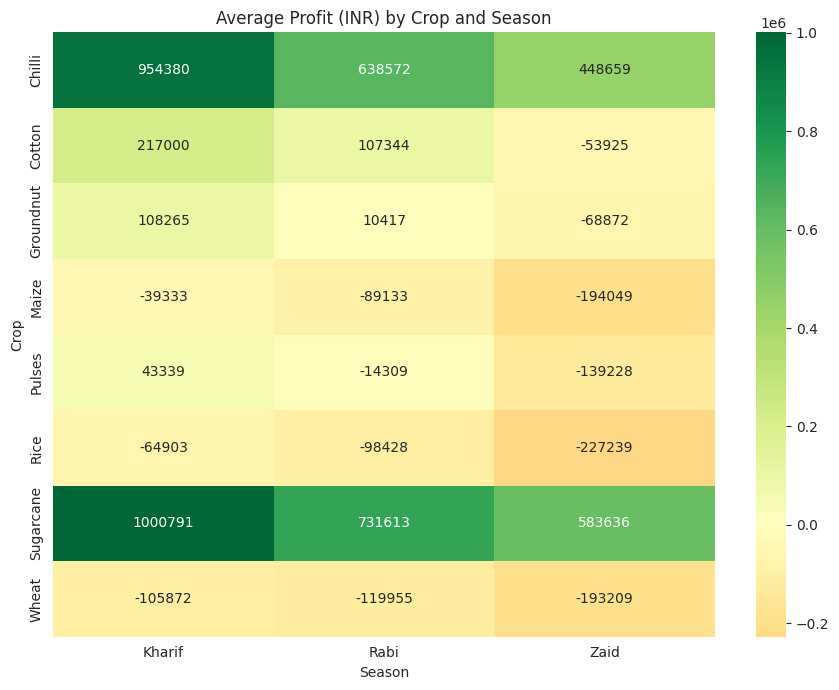 Average Profit (INR) by Crop and Season
1e6
Chilli 954380 638572 448659
Cotton 217000 107344 -53925
Groundnut 108265 10417 -68872
Maize -39333 -89133 -194049
Pulses 43339 -14309 -139228
Rice -64903 -98428 -227239
Sugarcane 1000791 731613 583636
Wheat -105872 -119955 -193209
Crop
Kharif Rabi Zaid
Season
1.0
0.8
0.6
0.4
0.2
0.0
−0.2